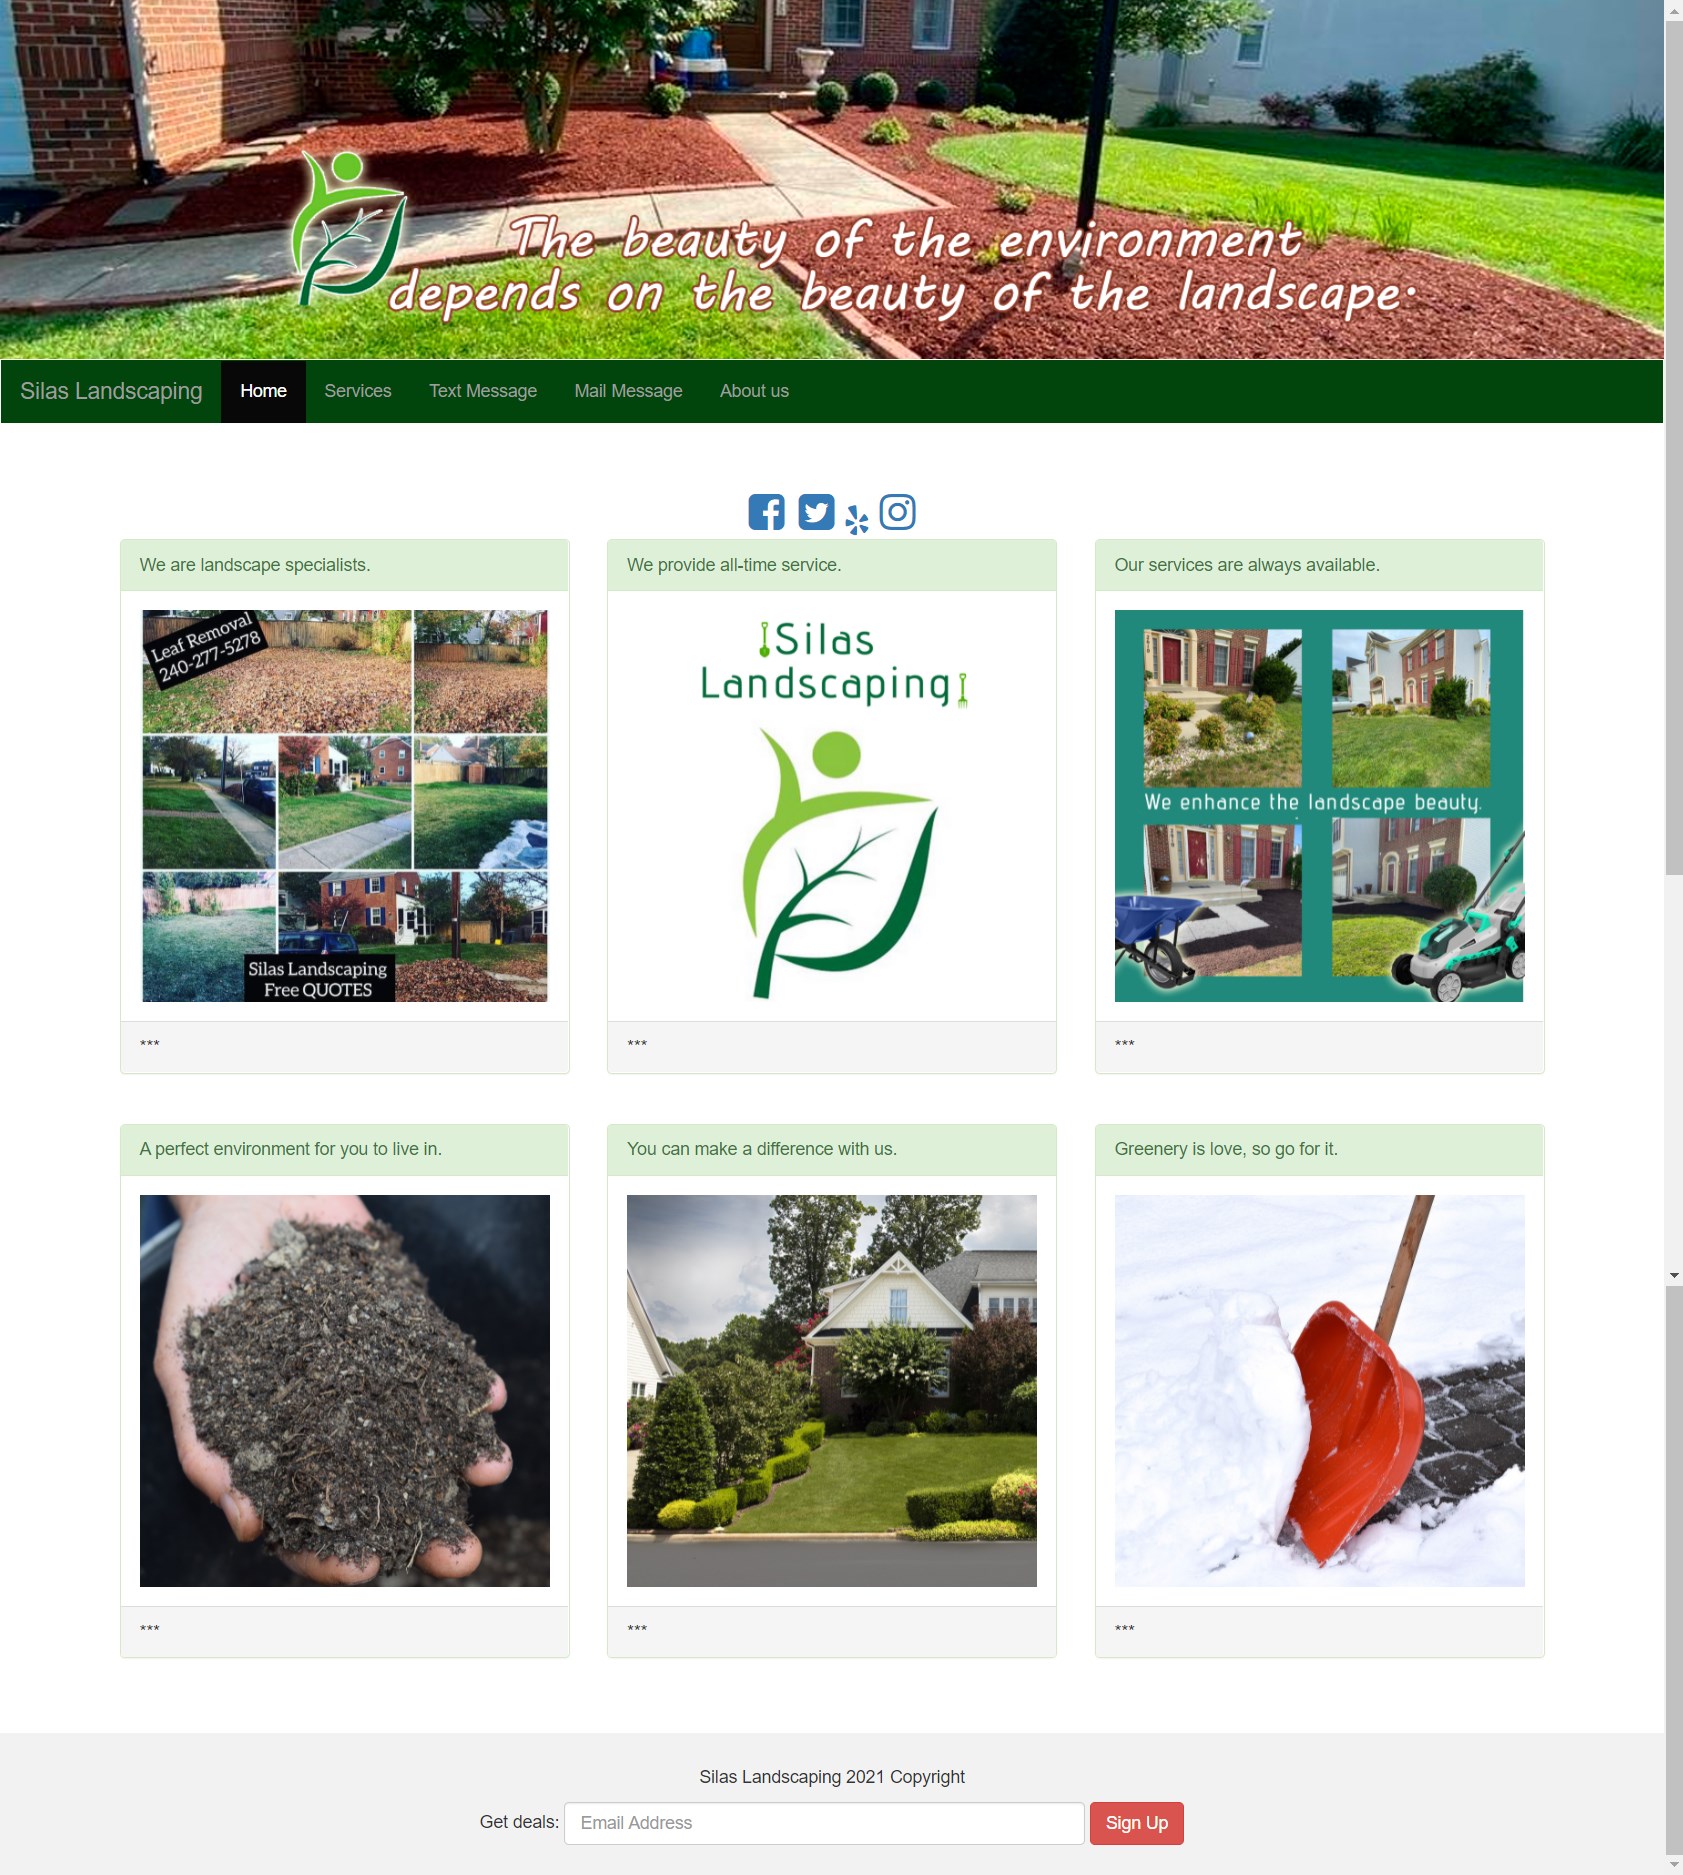 The beauty of the environment
depends on the beauty of the landscape.
Silas Landscaping Home Services Text Message Mail Message About us
We are landscape specialists.
Leaf Removal
240-277-5278
Silas Landscaping
Free QUOTES
***
We provide all-time service.
Silas
Landscaping
***
Our services are always available.
We enhance the landscape beauty.
***
A perfect environment for you to live in.
***
You can make a difference with us.
***
Greenery is love, so go for it.
***
Silas Landscaping 2021 Copyright
Get deals: Email Address Sign Up